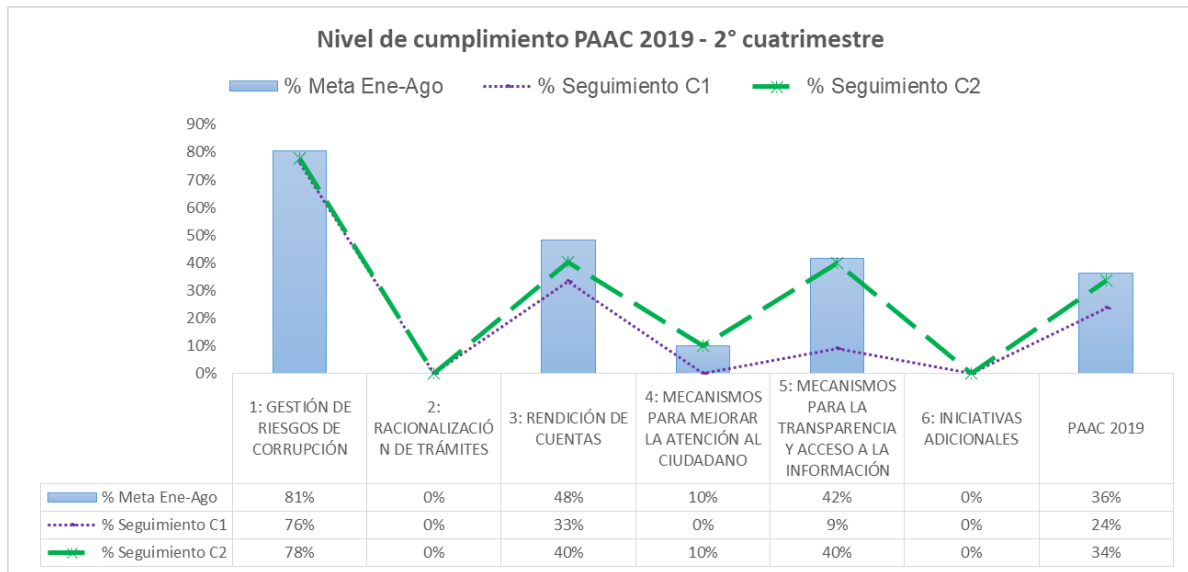 Nivel de cumplimiento PAAC 2019 - 2° cuatrimestre
% Meta Ene-Ago % Seguimiento C1 % Seguimiento C2
90%
80%
70%
60%
50%
40%
30%
20%
10%
0%
1: GESTIÓN DE
RIESGOS DE
CORRUPCIÓN
2:
RACIONALIZACIÓ
N DE TRÁMITES
3: RENDICIÓN DE
CUENTAS
4: MECANISMOS
PARA MEJORAR
LA ATENCIÓN AL
CIUDADANO
5: MECANISMOS
PARA LA
TRANSPARENCIA
Y ACCESO A LA
INFORMACIÓN
6: INICIATIVAS
ADICIONALES
PAAC 2019
% Meta Ene-Ago 81% 0% 48% 10% 42% 0% 36%
% Seguimiento C1 76% 0% 33% 0% 9% 0% 24%
% Seguimiento C2 78% 0% 40% 10% 40% 0% 34%